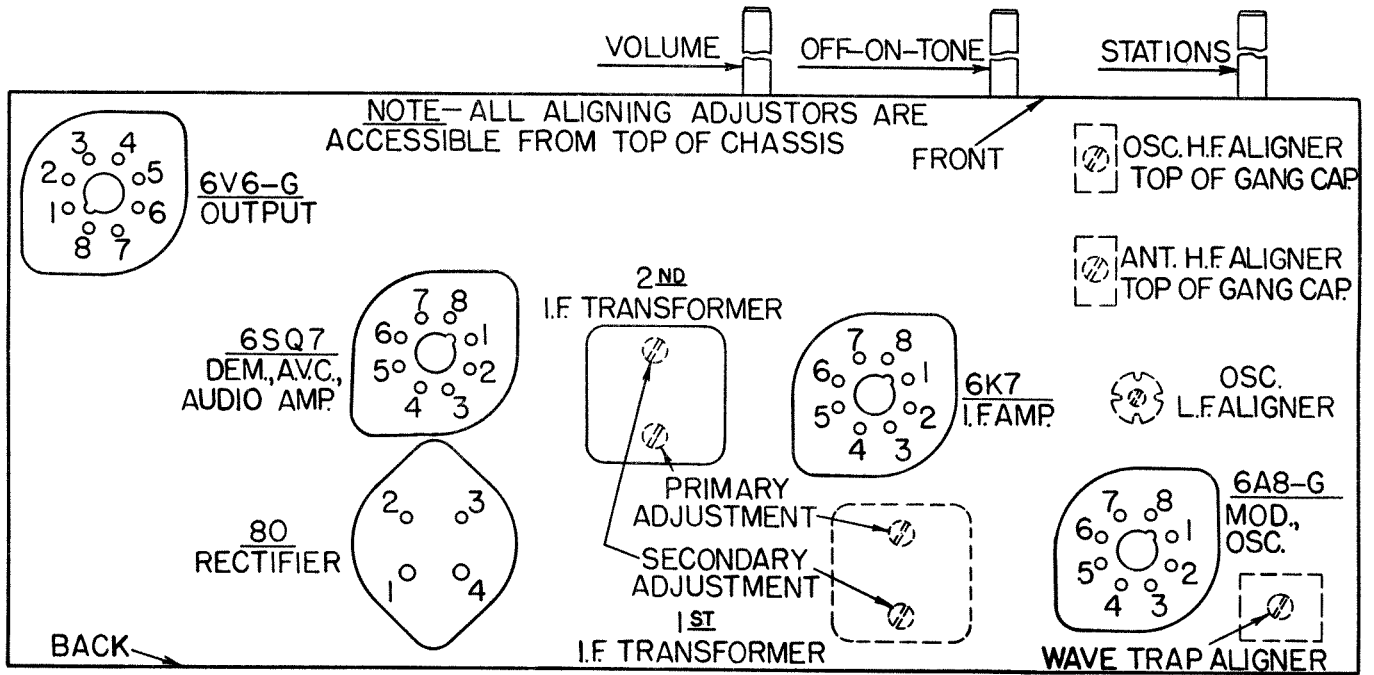 VOLUME
OFF-ON-TONE
STATIONS
NOTE-ALL ALIGNING ADJUSTORS ARE
ACCESSIBLE FROM TOP OF CHASSIS
FRONT
OSC. H.F. ALIGNER
TOP OF GANG CAP.
3 4
2 5
1 6
8 7
6V6-G
OUTPUT
ANT. H.F. ALIGNER
TOP OF GANG CAP.
2ND
I.F. TRANSFORMER
7 8
6 1
5 2
4 3
6SQ7
DEM., A.V.C.,
AUDIO AMP.
7 8
6 1
5 2
4 3
6K7
I.F. AMP.
OSC.
L.F. ALIGNER
2 3
1 4
80
RECTIFIER
PRIMARY
ADJUSTMENT
SECONDARY
ADJUSTMENT
1ST
I.F. TRANSFORMER
7 8
6 1
5 2
4 3
6A8-G
MOD.,
OSC.
BACK
WAVE TRAP ALIGNER